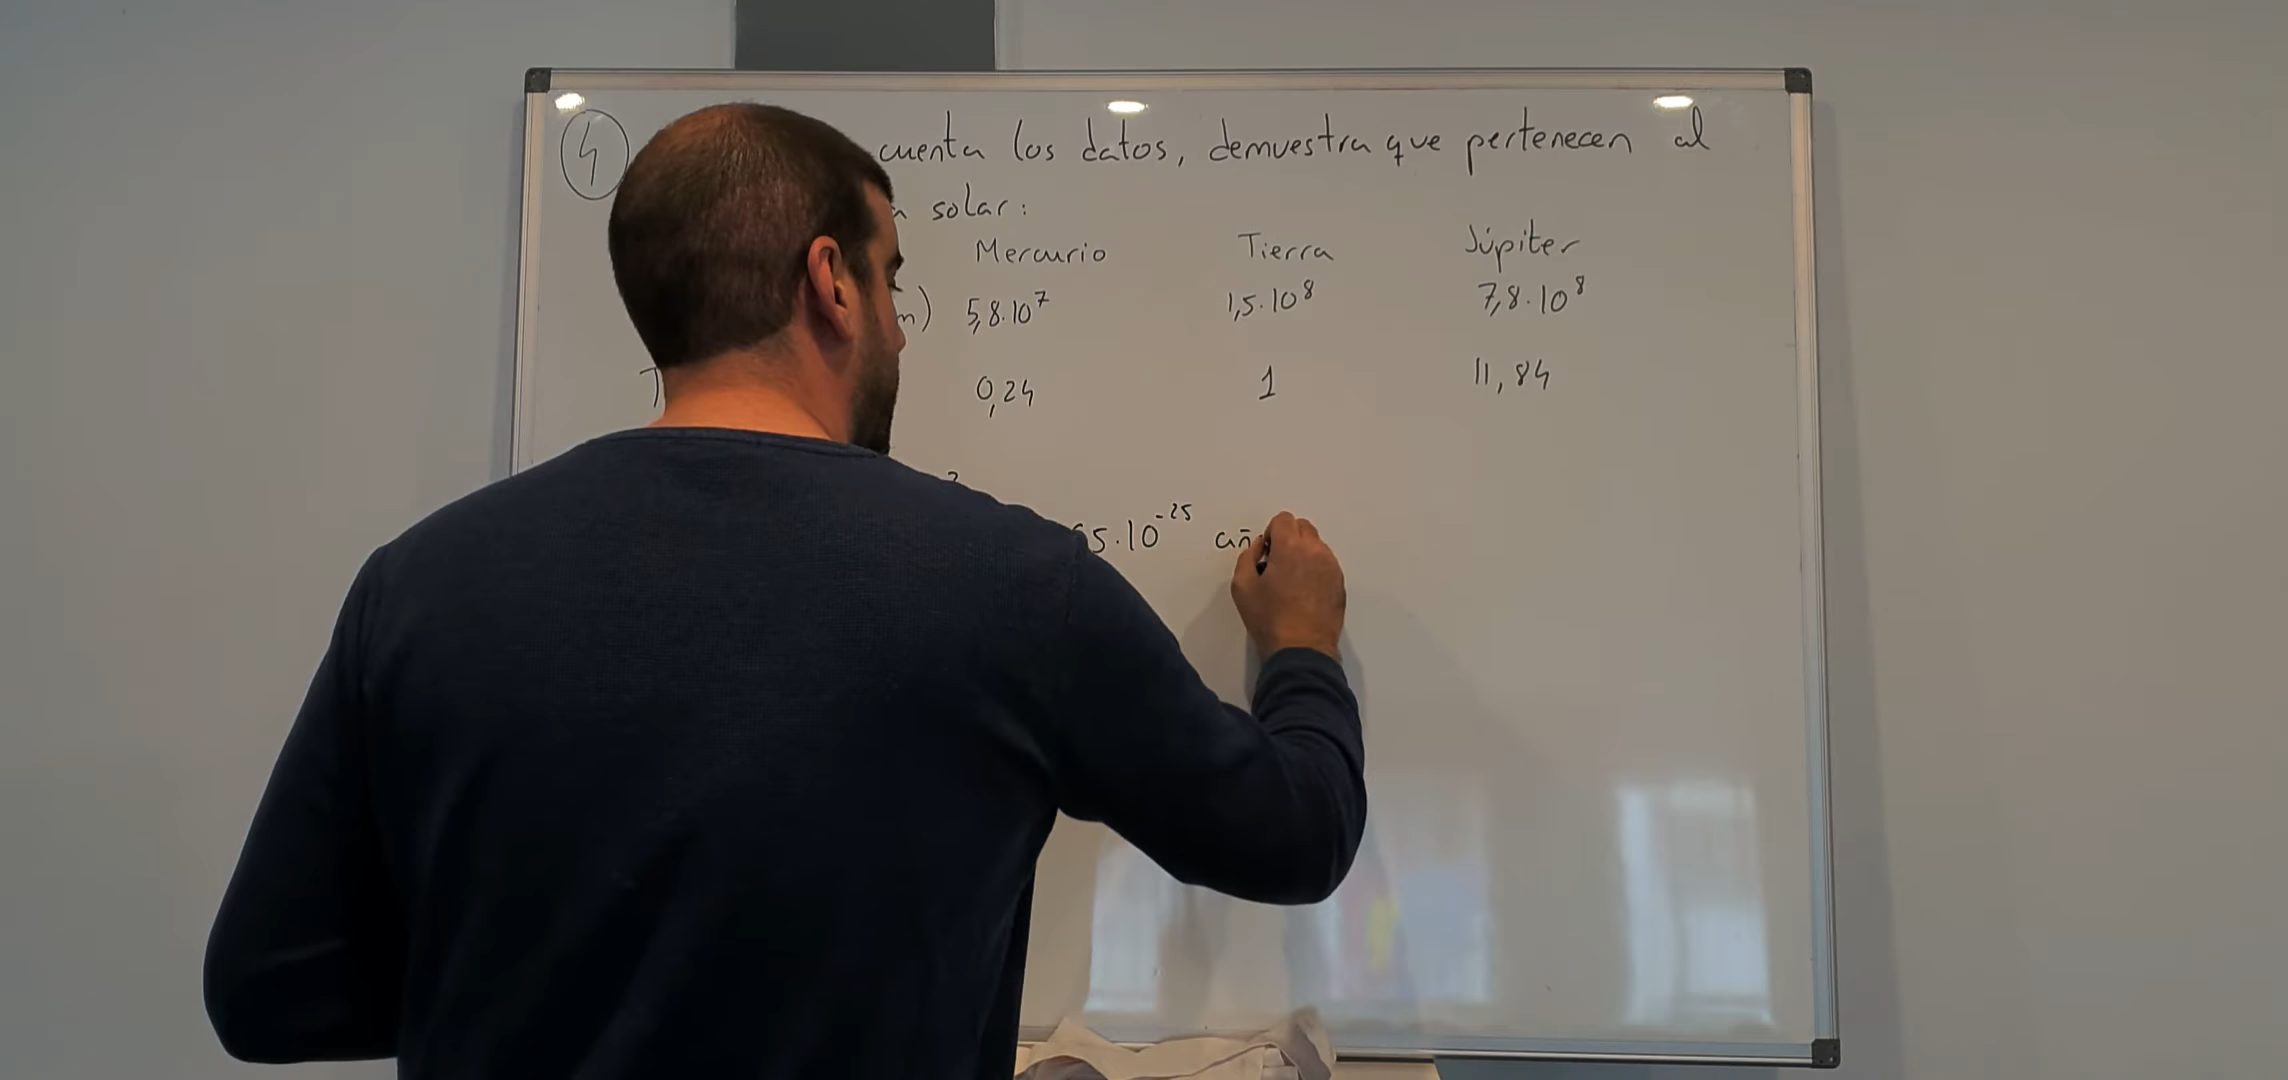 4 cuenta los datos, demuestra que pertenecen al
solar:
Mercurio Tierra Júpiter
5,8·10⁷ 1,5·10⁸ 7,8·10⁸
T 0,24 1 11,84
5·10⁻²⁵ añ